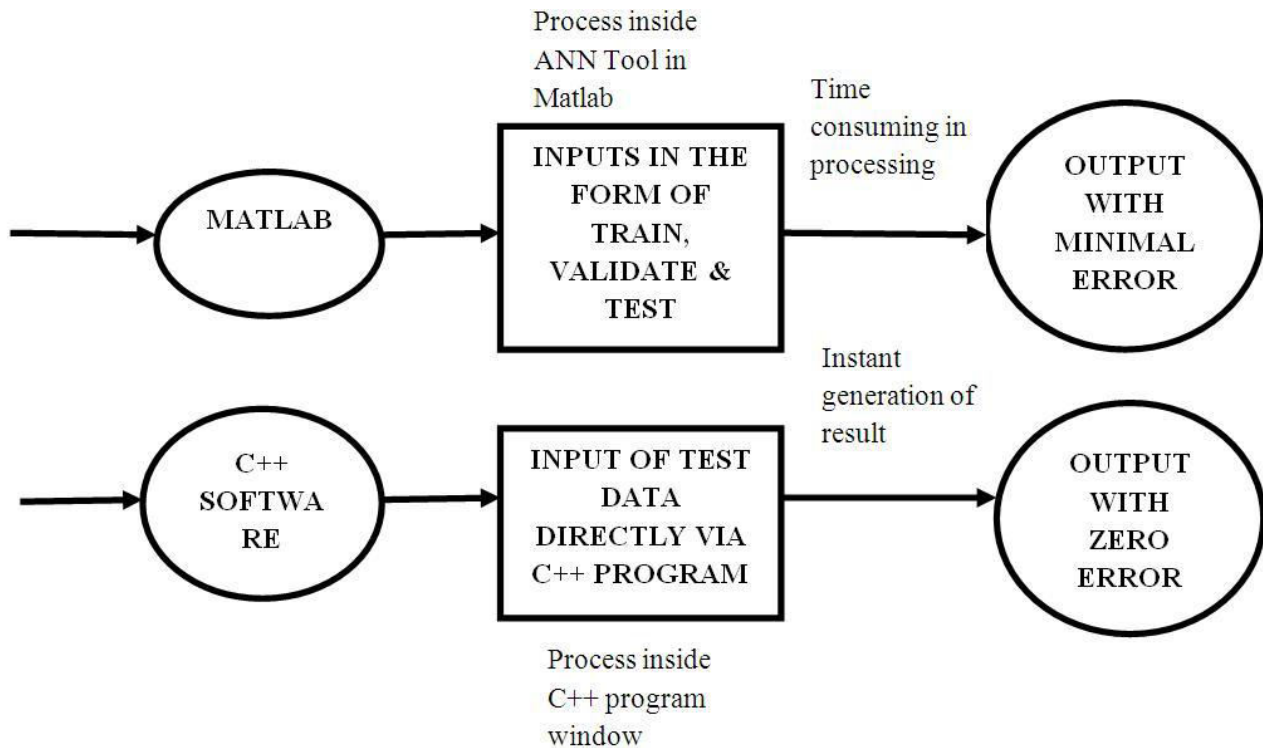 Process inside
ANN Tool in
Matlab
MATLAB
INPUTS IN THE
FORM OF
TRAIN,
VALIDATE &
TEST
Time
consuming in
processing
OUTPUT
WITH
MINIMAL
ERROR
C++
SOFTWA
RE
INPUT OF TEST
DATA
DIRECTLY VIA
C++ PROGRAM
Process inside
C++ program
window
Instant
generation of
result
OUTPUT
WITH
ZERO
ERROR